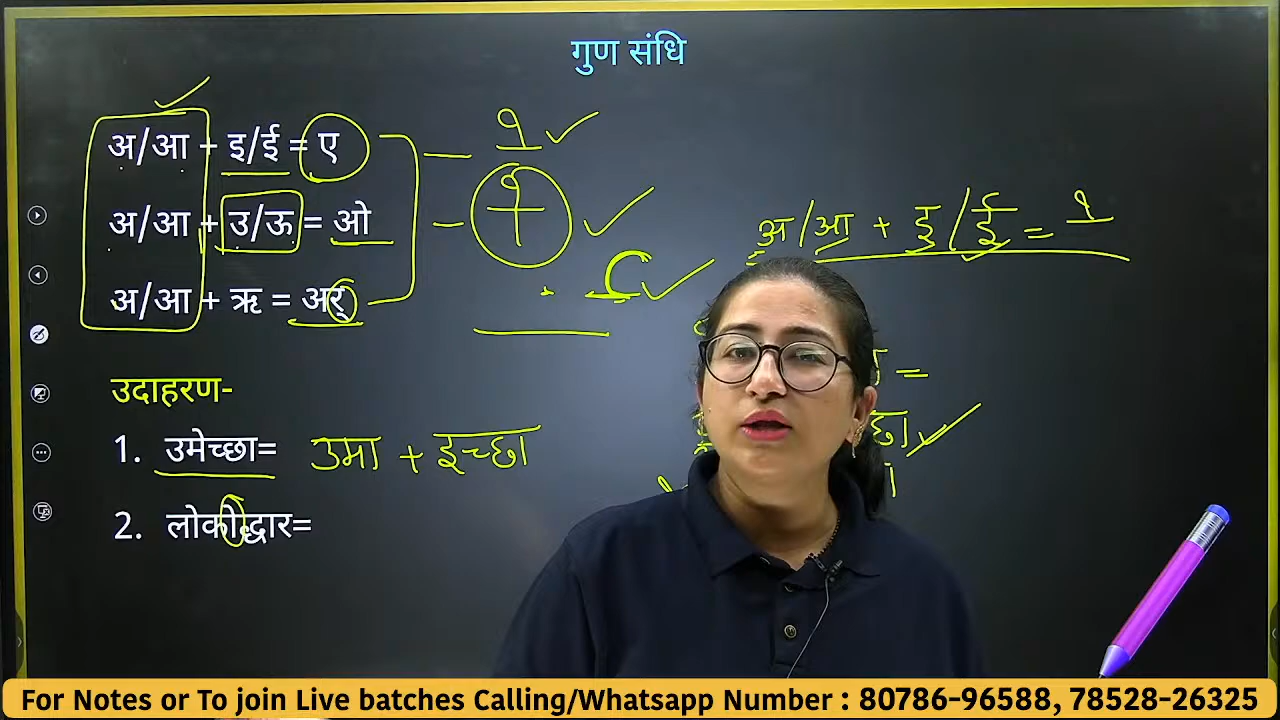 गुण संधि
अ/आ + इ/ई = ए
अ/आ + उ/ऊ = ओ
अ/आ + ऋ = अर्
अ/आ + इ/ई =
उदाहरण-
1. उमेच्छा= उमा + इच्छा
2. लोकोद्धार=
For Notes or To join Live batches Calling/Whatsapp Number : 80786-96588, 78528-26325